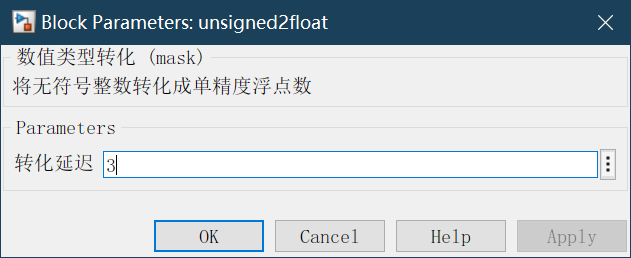 Block Parameters: unsigned2float
数值类型转化 (mask)
将无符号整数转化成单精度浮点数
Parameters
转化延迟 3
OK Cancel Help Apply